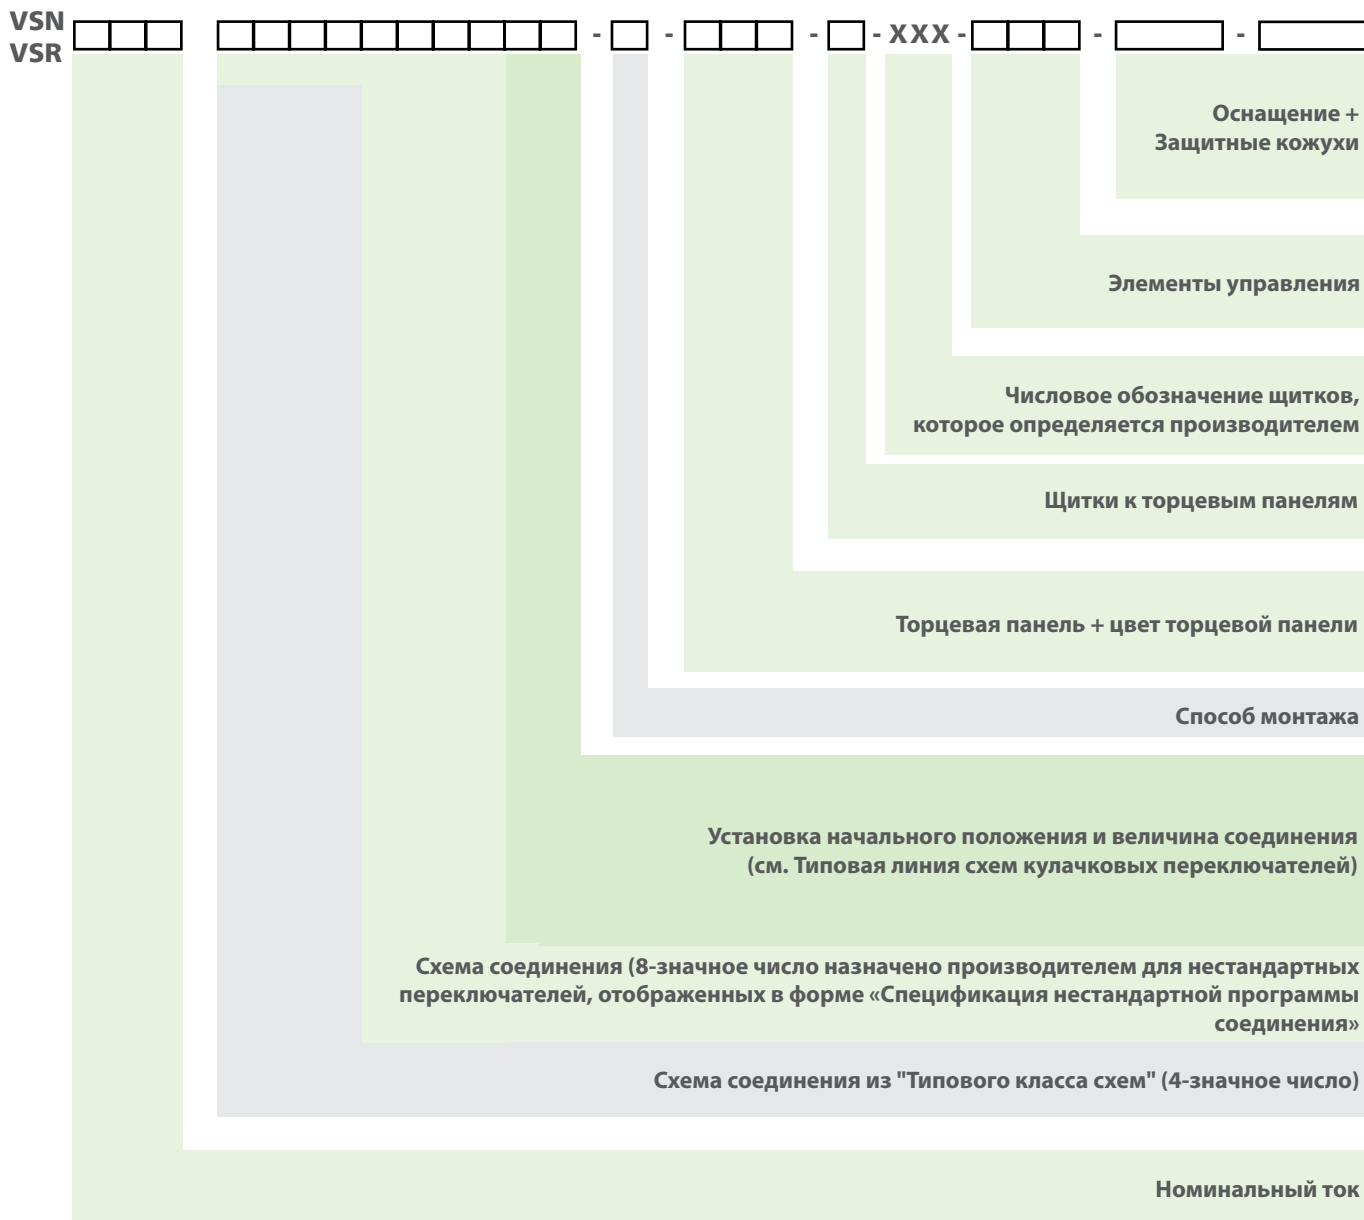 VSN
VSR
- - - - XXX - - -
Оснащение +
Защитные кожухи
Элементы управления
Числовое обозначение щитков,
которое определяется производителем
Щитки к торцевым панелям
Торцевая панель + цвет торцевой панели
Способ монтажа
Установка начального положения и величина соединения
(см. Типовая линия схем кулачковых переключателей)
Схема соединения (8-значное число назначено производителем для нестандартных
переключателей, отображенных в форме «Спецификация нестандартной программы
соединения»
Схема соединения из "Типового класса схем" (4-значное число)
Номинальный ток